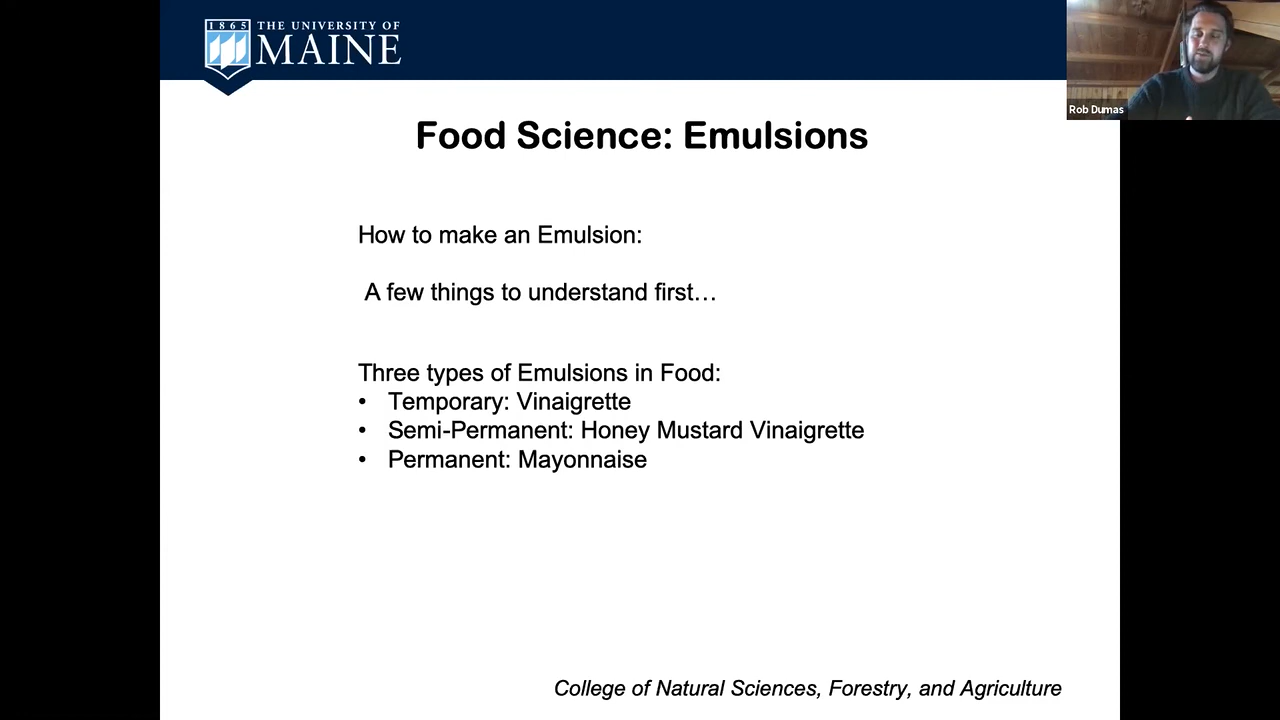 1865
THE UNIVERSITY OF
MAINE
Rob Dumas
Food Science: Emulsions
How to make an Emulsion:
A few things to understand first…
Three types of Emulsions in Food:
• Temporary: Vinaigrette
• Semi-Permanent: Honey Mustard Vinaigrette
• Permanent: Mayonnaise
College of Natural Sciences, Forestry, and Agriculture